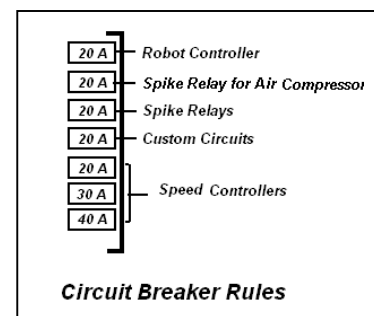 20 A Robot Controller
20 A Spike Relay for Air Compressor
20 A Spike Relays
20 A Custom Circuits
20 A
30 A Speed Controllers
40 A
Circuit Breaker Rules